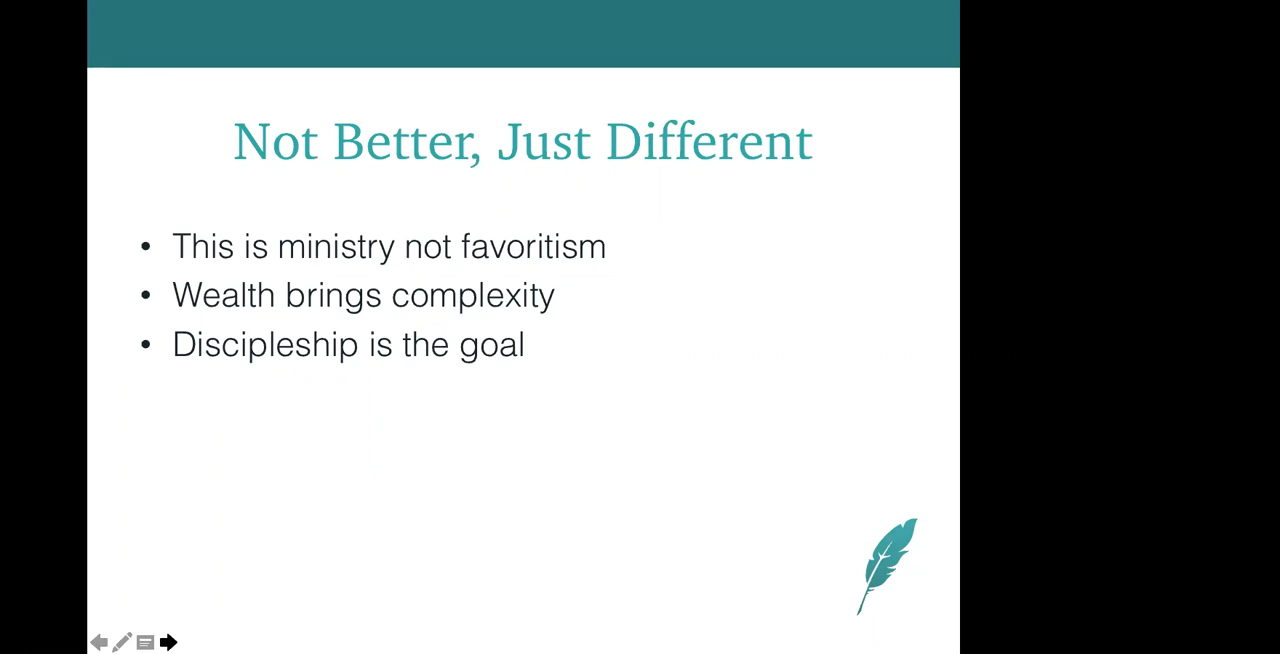 Not Better, Just Different
• This is ministry not favoritism
• Wealth brings complexity
• Discipleship is the goal